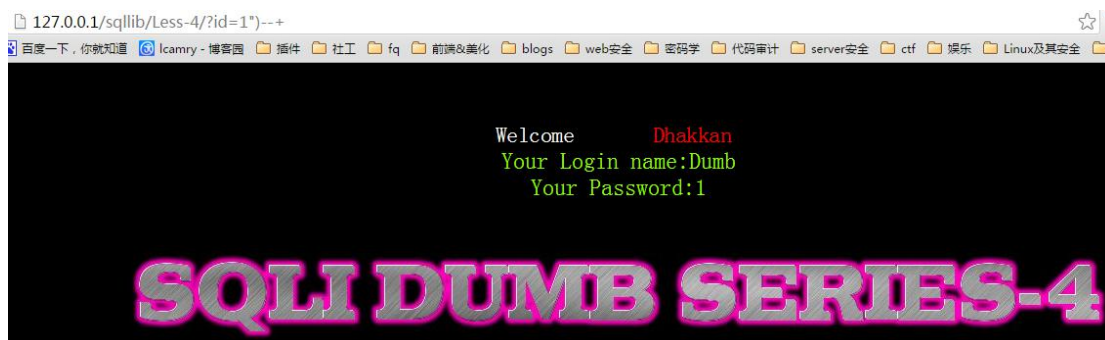 127.0.0.1/sqllib/Less-4/?id=1")--+
百度一下，你就知道 lcamry - 博客园 插件 社工 fq 前端&美化 blogs web安全 密码学 代码审计 server安全 ctf 娱乐 Linux及其安全
Welcome Dhakkan
Your Login name:Dumb
Your Password:1
SQLI DUMB SERIES-4